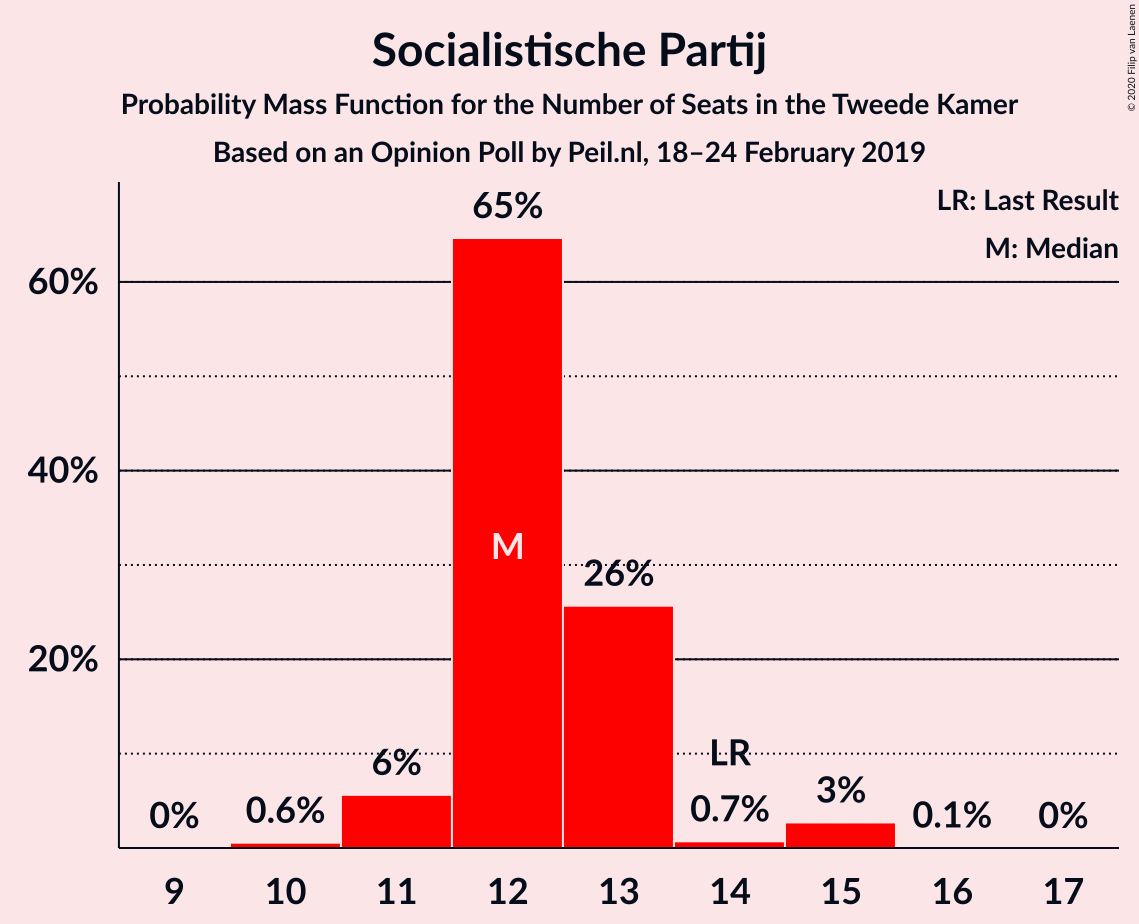 Socialistische Partij
Probability Mass Function for the Number of Seats in the Tweede Kamer
Based on an Opinion Poll by Peil.nl, 18–24 February 2019
© 2020 Filip van Laenen
LR: Last Result
M: Median
60%
40%
20%
0%
0.6%
6%
65%
M
26%
LR
0.7%
3%
0.1%
0%
9 10 11 12 13 14 15 16 17